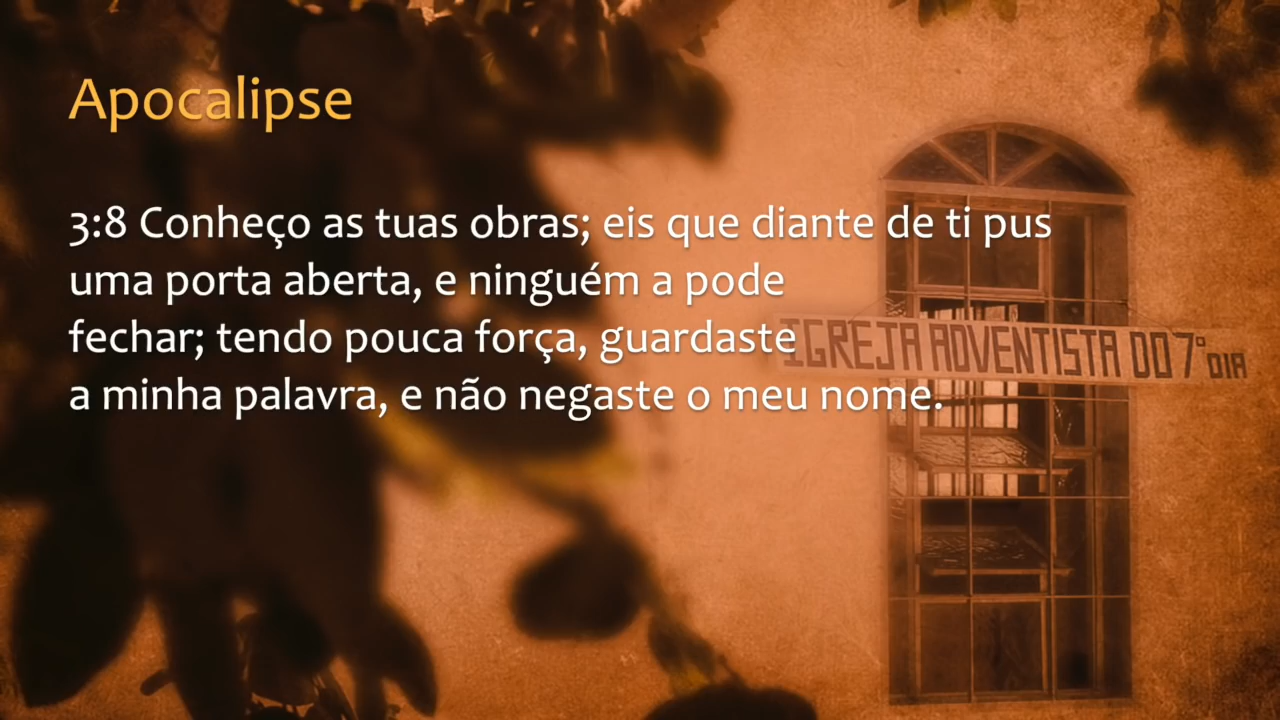 Apocalipse
3:8 Conheço as tuas obras; eis que diante de ti pus
uma porta aberta, e ninguém a pode
fechar; tendo pouca força, guardaste
a minha palavra, e não negaste o meu nome.
IGREJA ADVENTISTA DO 7° DIA